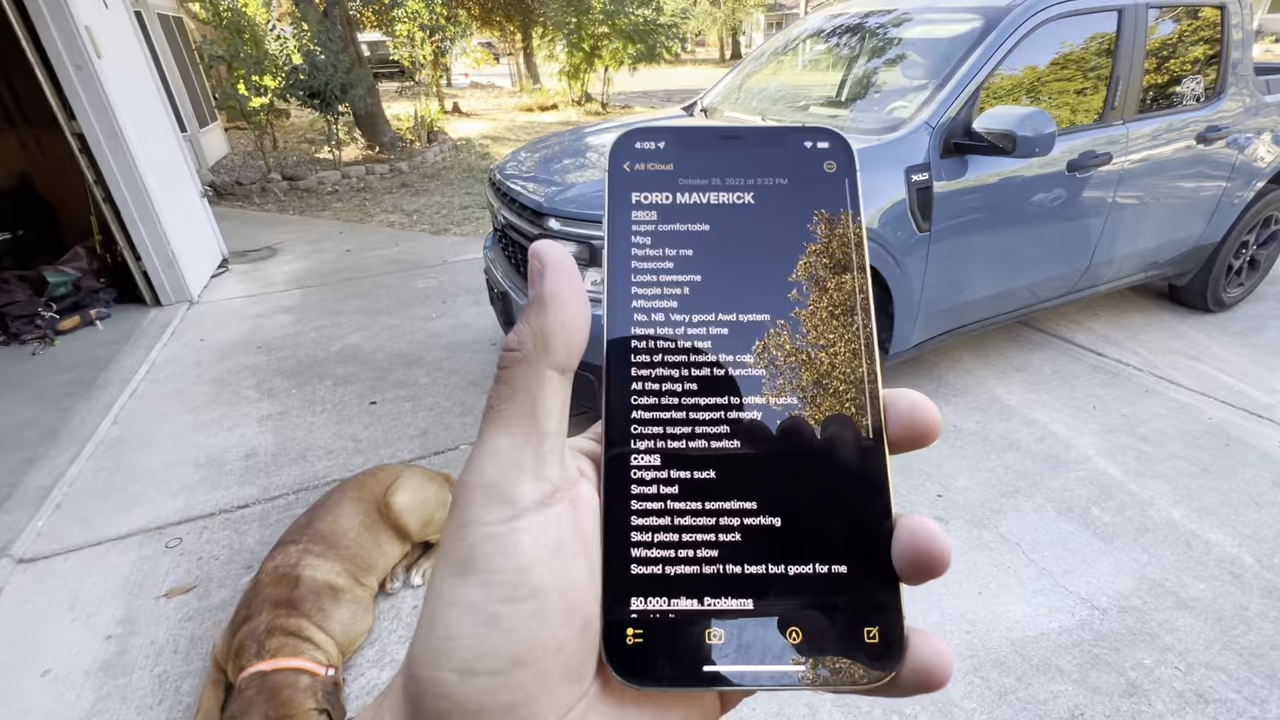 4:03
All iCloud
October 25, 2022 at 3:32 PM
FORD MAVERICK
PROS
super comfortable
Mpg
Perfect for me
Passcode
Looks awesome
People love it
Affordable
No. NB Very good Awd system
Have lots of seat time
Put it thru the test
Lots of room inside the cab
Everything is built for function
All the plug ins
Cabin size compared to other trucks
Aftermarket support already
Cruzes super smooth
Light in bed with switch
CONS
Original tires suck
Small bed
Screen freezes sometimes
Seatbelt indicator stop working
Skid plate screws suck
Windows are slow
Sound system isn't the best but good for me
50,000 miles, Problems
XLT